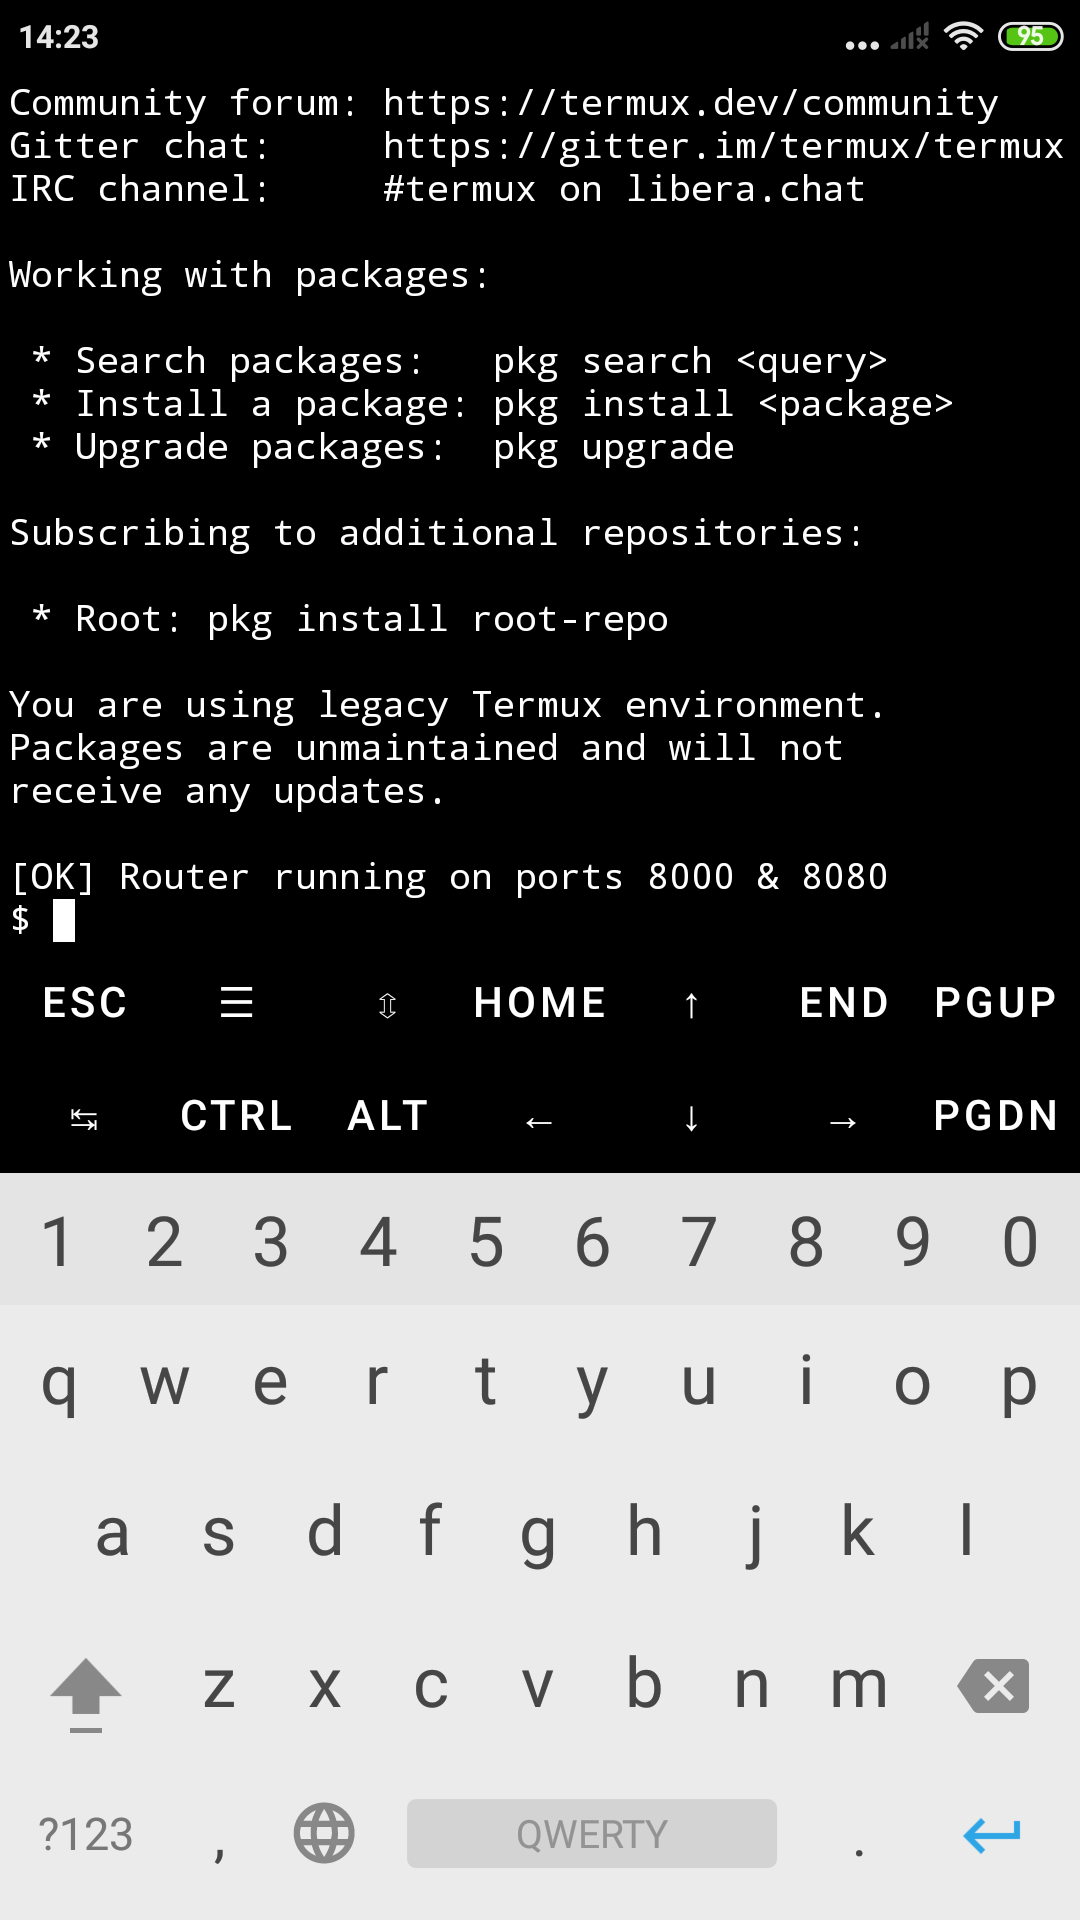 14:23
95
Community forum: https://termux.dev/community
Gitter chat:     https://gitter.im/termux/termux
IRC channel:     #termux on libera.chat
Working with packages:
 * Search packages:   pkg search <query>
 * Install a package: pkg install <package>
 * Upgrade packages:  pkg upgrade
Subscribing to additional repositories:
 * Root: pkg install root-repo
You are using legacy Termux environment.
Packages are unmaintained and will not
receive any updates.
[OK] Router running on ports 8000 & 8080
$
ESC ☰ ⇳ HOME ↑ END PGUP
↹ CTRL ALT ← ↓ → PGDN
1 2 3 4 5 6 7 8 9 0
q w e r t y u i o p
a s d f g h j k l
z x c v b n m
?123 , QWERTY .